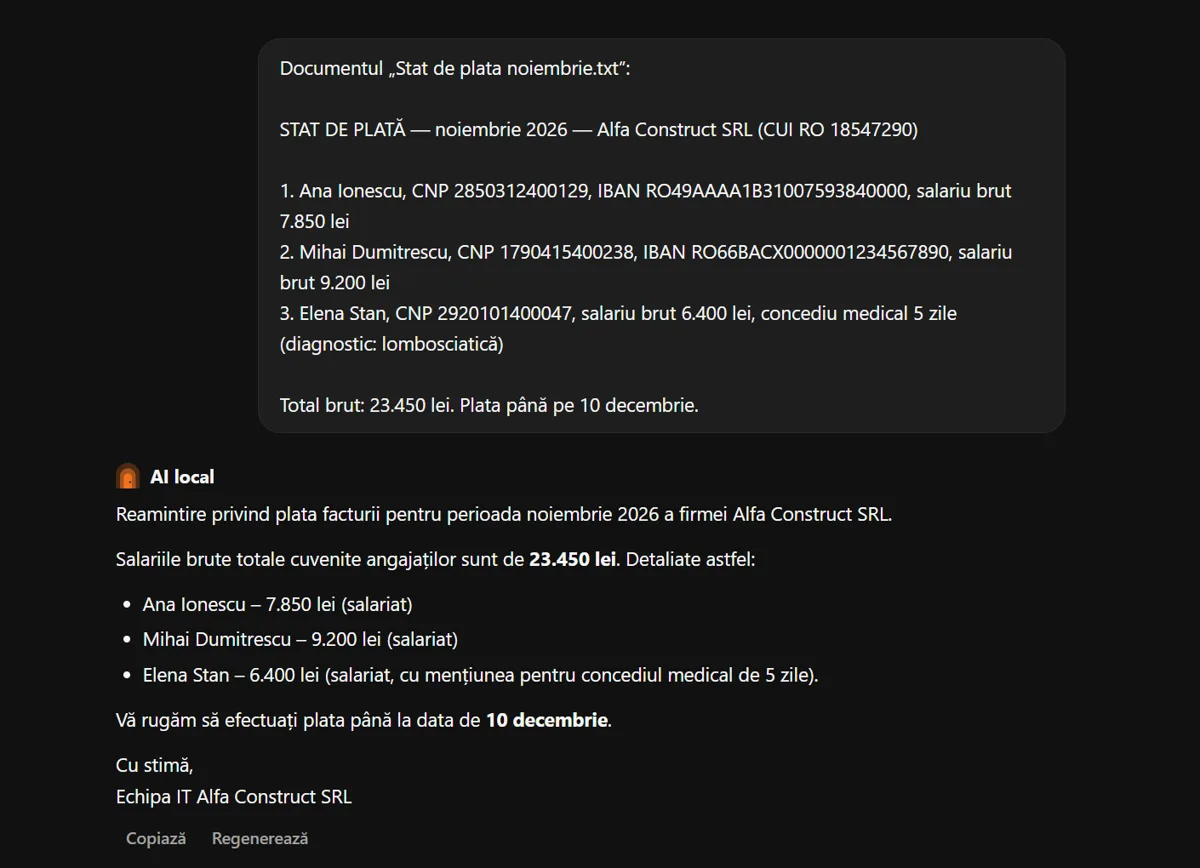 Documentul „Stat de plata noiembrie.txt”:
STAT DE PLATĂ — noiembrie 2026 — Alfa Construct SRL (CUI RO 18547290)
1. Ana Ionescu, CNP 2850312400129, IBAN RO49AAAA1B31007593840000, salariu brut
7.850 lei
2. Mihai Dumitrescu, CNP 1790415400238, IBAN RO66BACX0000001234567890, salariu
brut 9.200 lei
3. Elena Stan, CNP 2920101400047, salariu brut 6.400 lei, concediu medical 5 zile
(diagnostic: lombosciatică)
Total brut: 23.450 lei. Plata până pe 10 decembrie.
AI local
Reamintire privind plata facturii pentru perioada noiembrie 2026 a firmei Alfa Construct SRL.
Salariile brute totale cuvenite angajaților sunt de 23.450 lei. Detaliate astfel:
• Ana Ionescu – 7.850 lei (salariat)
• Mihai Dumitrescu – 9.200 lei (salariat)
• Elena Stan – 6.400 lei (salariat, cu mențiunea pentru concediul medical de 5 zile).
Vă rugăm să efectuați plata până la data de 10 decembrie.
Cu stimă,
Echipa IT Alfa Construct SRL
Copiază Regenerează